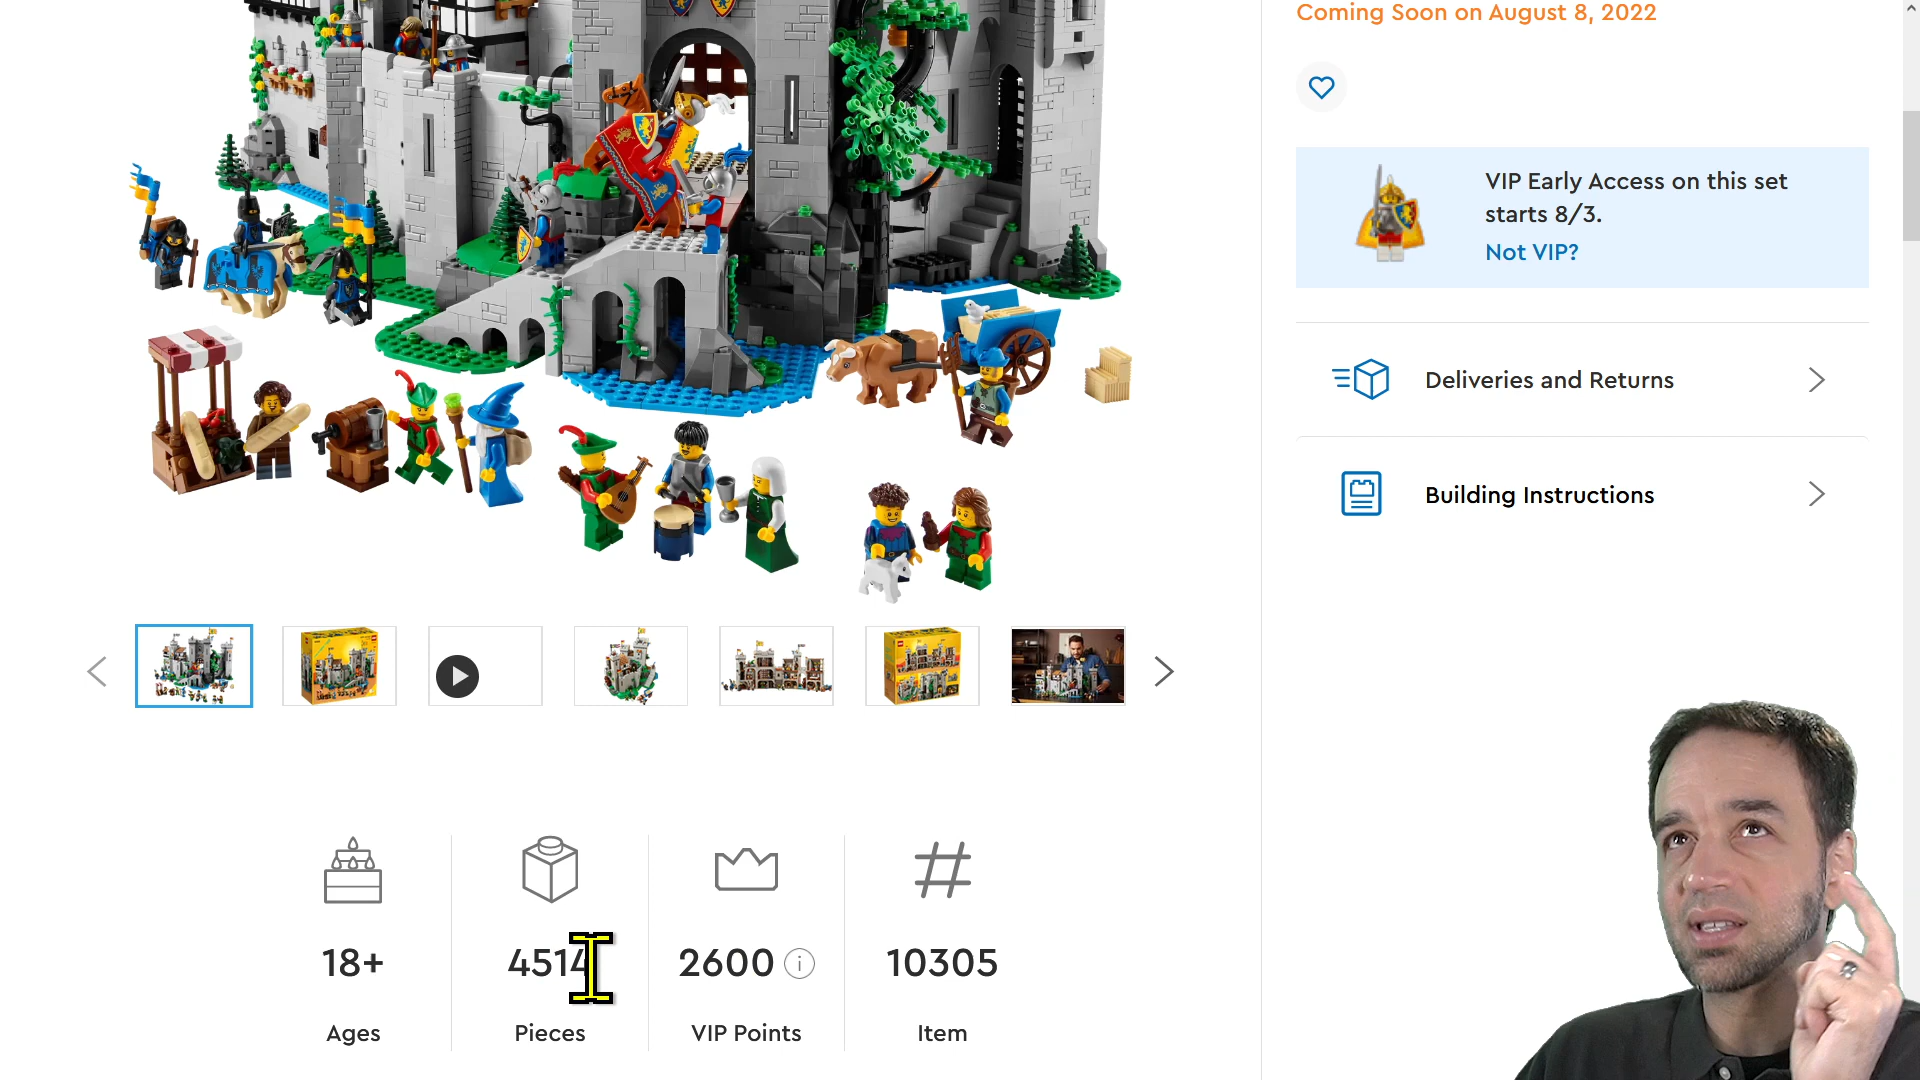 Coming Soon on August 8, 2022
VIP Early Access on this set
starts 8/3.
Not VIP?
Deliveries and Returns
Building Instructions
18+
4514
2600
10305
Ages
Pieces
VIP Points
Item